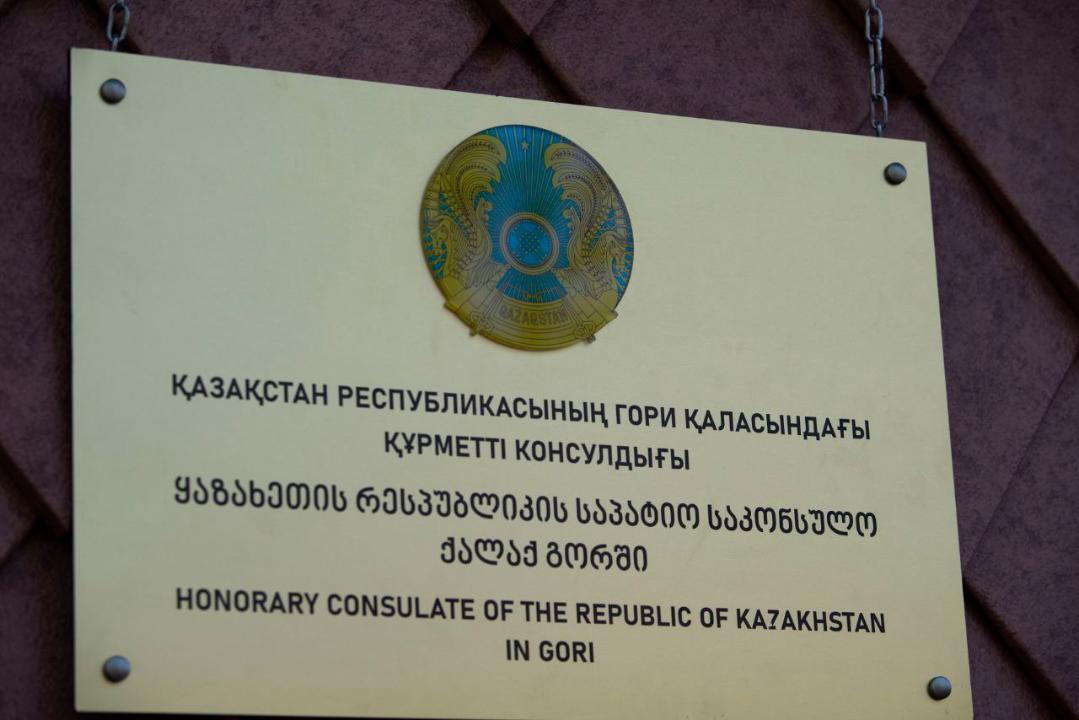 QAZAQSTAN
ҚАЗАҚСТАН РЕСПУБЛИКАСЫНЫҢ ГОРИ ҚАЛАСЫНДАҒЫ
ҚҰРМЕТТІ КОНСУЛДЫҒЫ
ყაზახეთის რესპუბლიკის საპატიო საკონსულო
ქალაქ გორში
HONORARY CONSULATE OF THE REPUBLIC OF KAZAKHSTAN
IN GORI